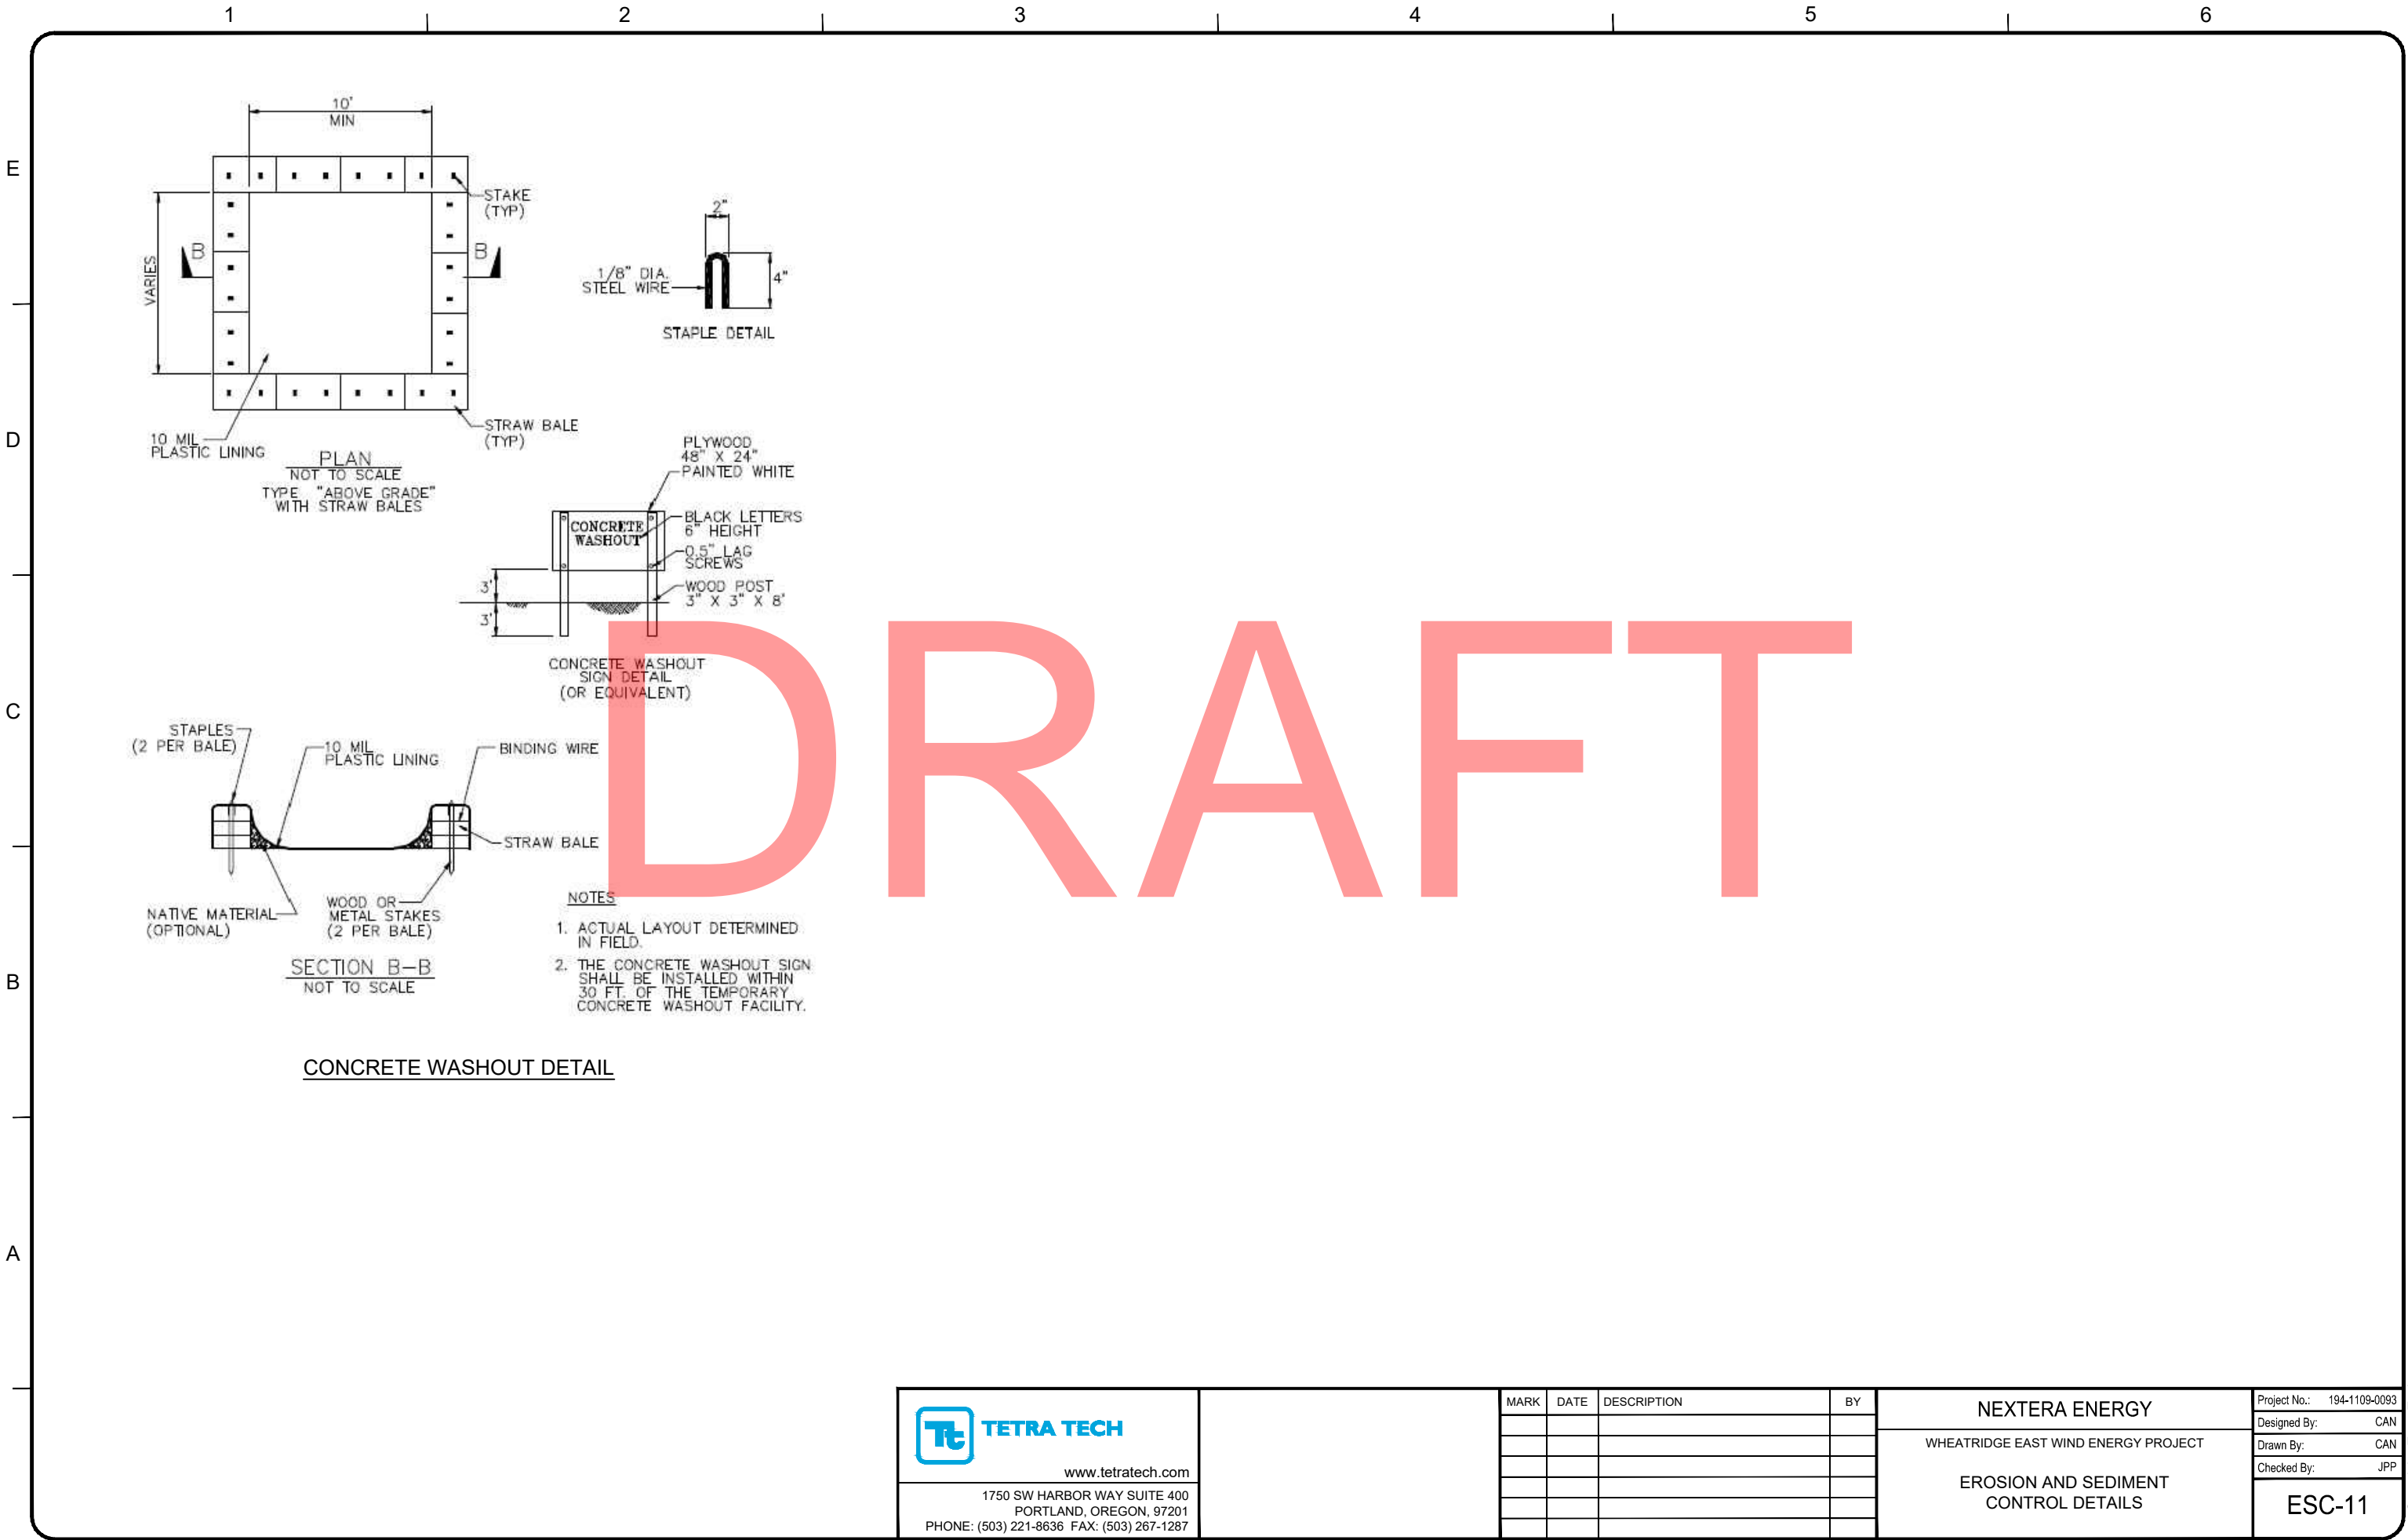 1 2 3 4 5 6
E
D
C
B
A
10'
MIN
STAKE
(TYP)
B
B
VARIES
10 MIL
PLASTIC LINING
STRAW BALE
(TYP)
PLAN
NOT TO SCALE
TYPE "ABOVE GRADE"
WITH STRAW BALES
2"
1/8" DIA.
STEEL WIRE
4"
STAPLE DETAIL
PLYWOOD
48" X 24"
PAINTED WHITE
CONCRETE
WASHOUT
BLACK LETTERS
6" HEIGHT
0.5" LAG
SCREWS
WOOD POST
3" X 3" X 8'
3'
3'
CONCRETE WASHOUT
SIGN DETAIL
(OR EQUIVALENT)
STAPLES
(2 PER BALE)
10 MIL
PLASTIC LINING
BINDING WIRE
STRAW BALE
NATIVE MATERIAL
(OPTIONAL)
WOOD OR
METAL STAKES
(2 PER BALE)
SECTION B-B
NOT TO SCALE
NOTES
1. ACTUAL LAYOUT DETERMINED
IN FIELD.
2. THE CONCRETE WASHOUT SIGN
SHALL BE INSTALLED WITHIN
30 FT. OF THE TEMPORARY
CONCRETE WASHOUT FACILITY.
CONCRETE WASHOUT DETAIL
DRAFT
Tt TETRA TECH
www.tetratech.com
1750 SW HARBOR WAY SUITE 400
PORTLAND, OREGON, 97201
PHONE: (503) 221-8636 FAX: (503) 267-1287
MARK DATE DESCRIPTION BY
NEXTERA ENERGY
WHEATRIDGE EAST WIND ENERGY PROJECT
EROSION AND SEDIMENT
CONTROL DETAILS
Project No.: 194-1109-0093
Designed By: CAN
Drawn By: CAN
Checked By: JPP
ESC-11